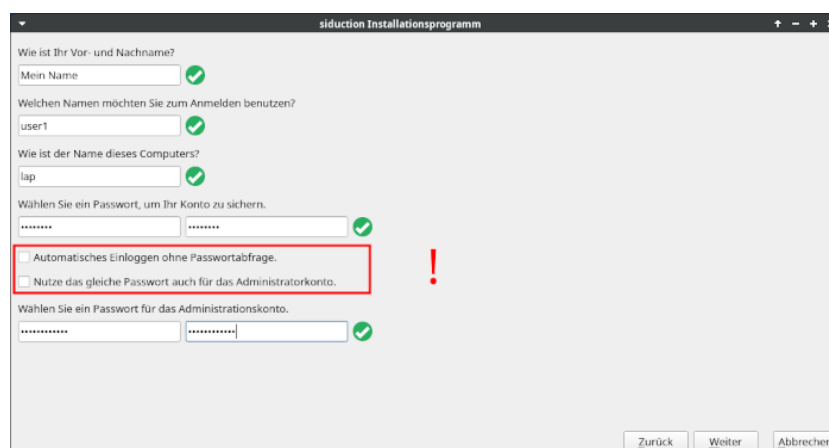 siduction Installationsprogramm
Wie ist Ihr Vor- und Nachname?
Mein Name
Welchen Namen möchten Sie zum Anmelden benutzen?
user1
Wie ist der Name dieses Computers?
lap
Wählen Sie ein Passwort, um Ihr Konto zu sichern.
•••••••• ••••••••
Automatisches Einloggen ohne Passwortabfrage.
!
Nutze das gleiche Passwort auch für das Administratorkonto.
Wählen Sie ein Passwort für das Administrationskonto.
•••••••••••• ••••••••••••
Zurück Weiter Abbrechen